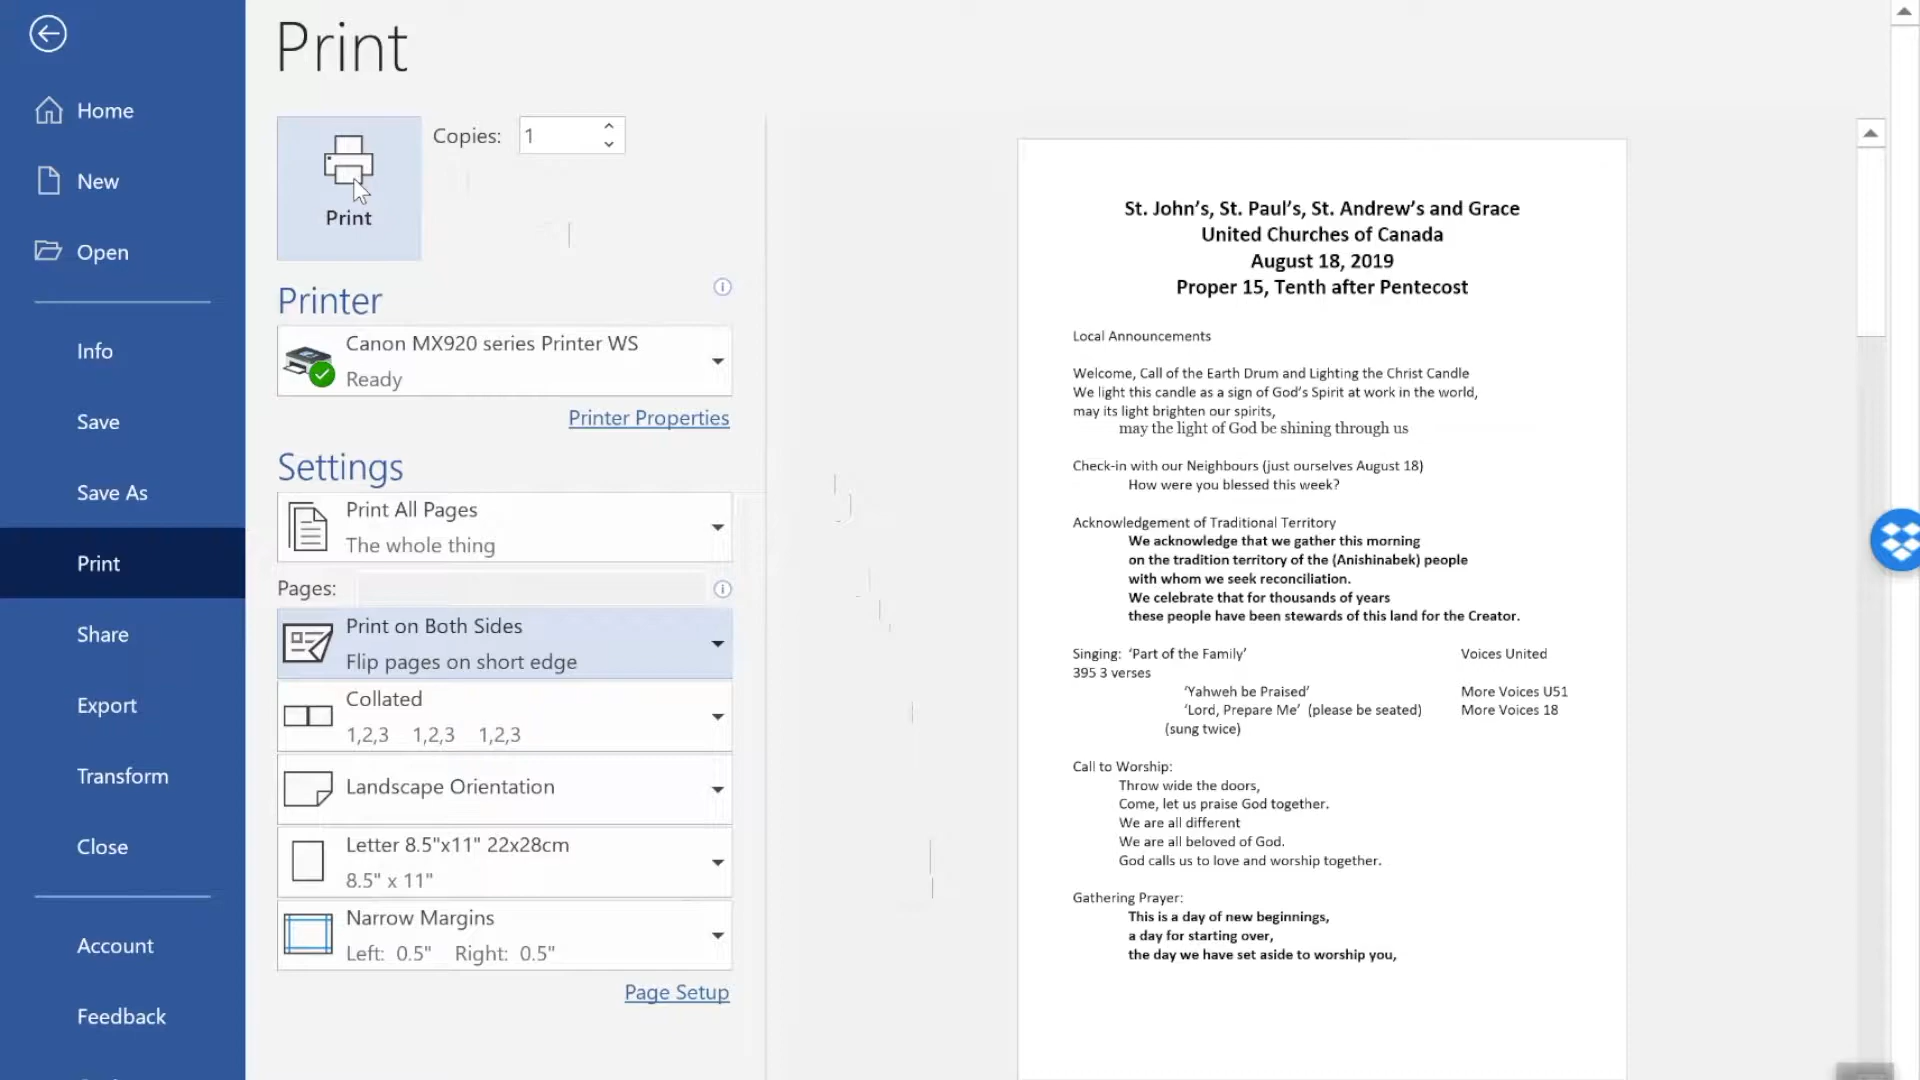 Print
Home
New
Open
Info
Save
Save As
Print
Share
Export
Transform
Close
Account
Feedback
Print
Copies: 1
Printer
Canon MX920 series Printer WS
Ready
Printer Properties
Settings
Print All Pages
The whole thing
Pages:
Print on Both Sides
Flip pages on short edge
Collated
1,2,3 1,2,3 1,2,3
Landscape Orientation
Letter 8.5"x11" 22x28cm
8.5" x 11"
Narrow Margins
Left: 0.5" Right: 0.5"
Page Setup
St. John's, St. Paul's, St. Andrew's and Grace
United Churches of Canada
August 18, 2019
Proper 15, Tenth after Pentecost
Local Announcements
Welcome, Call of the Earth Drum and Lighting the Christ Candle
We light this candle as a sign of God's Spirit at work in the world,
may its light brighten our spirits,
may the light of God be shining through us
Check-in with our Neighbours (just ourselves August 18)
How were you blessed this week?
Acknowledgement of Traditional Territory
We acknowledge that we gather this morning
on the tradition territory of the (Anishinabek) people
with whom we seek reconciliation.
We celebrate that for thousands of years
these people have been stewards of this land for the Creator.
Singing: 'Part of the Family' Voices United
395 3 verses
'Yahweh be Praised' More Voices U51
'Lord, Prepare Me' (please be seated) More Voices 18
(sung twice)
Call to Worship:
Throw wide the doors,
Come, let us praise God together.
We are all different
We are all beloved of God.
God calls us to love and worship together.
Gathering Prayer:
This is a day of new beginnings,
a day for starting over,
the day we have set aside to worship you,